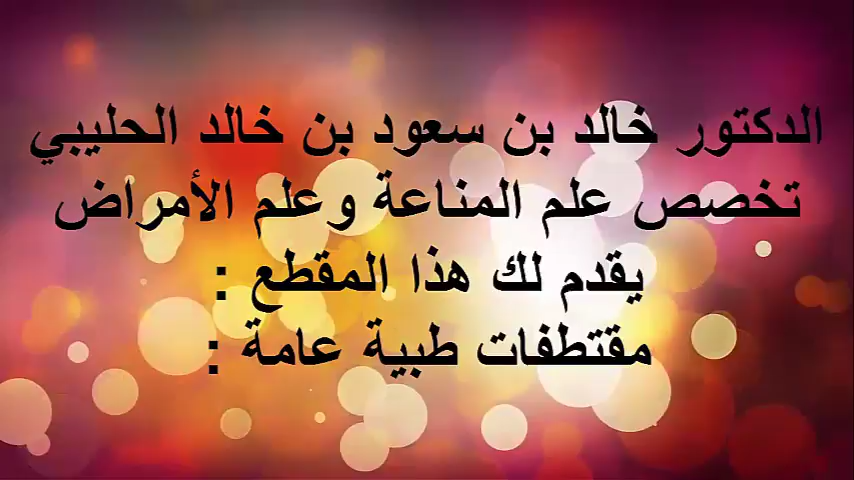 الدكتور خالد بن سعود بن خالد الحليبي
تخصص علم المناعة وعلم الأمراض
يقدم لك هذا المقطع :
مقتطفات طبية عامة :